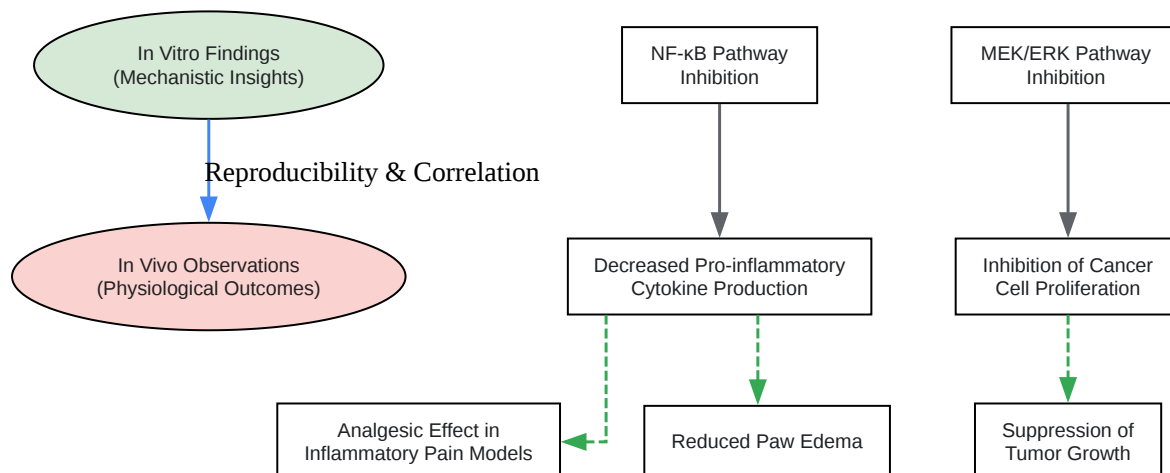 In Vitro Findings
(Mechanistic Insights)
NF-κB Pathway
Inhibition
MEK/ERK Pathway
Inhibition
Reproducibility & Correlation
In Vivo Observations
(Physiological Outcomes)
Decreased Pro-inflammatory
Cytokine Production
Inhibition of Cancer
Cell Proliferation
Analgesic Effect in
Inflammatory Pain Models
Reduced Paw Edema
Suppression of
Tumor Growth